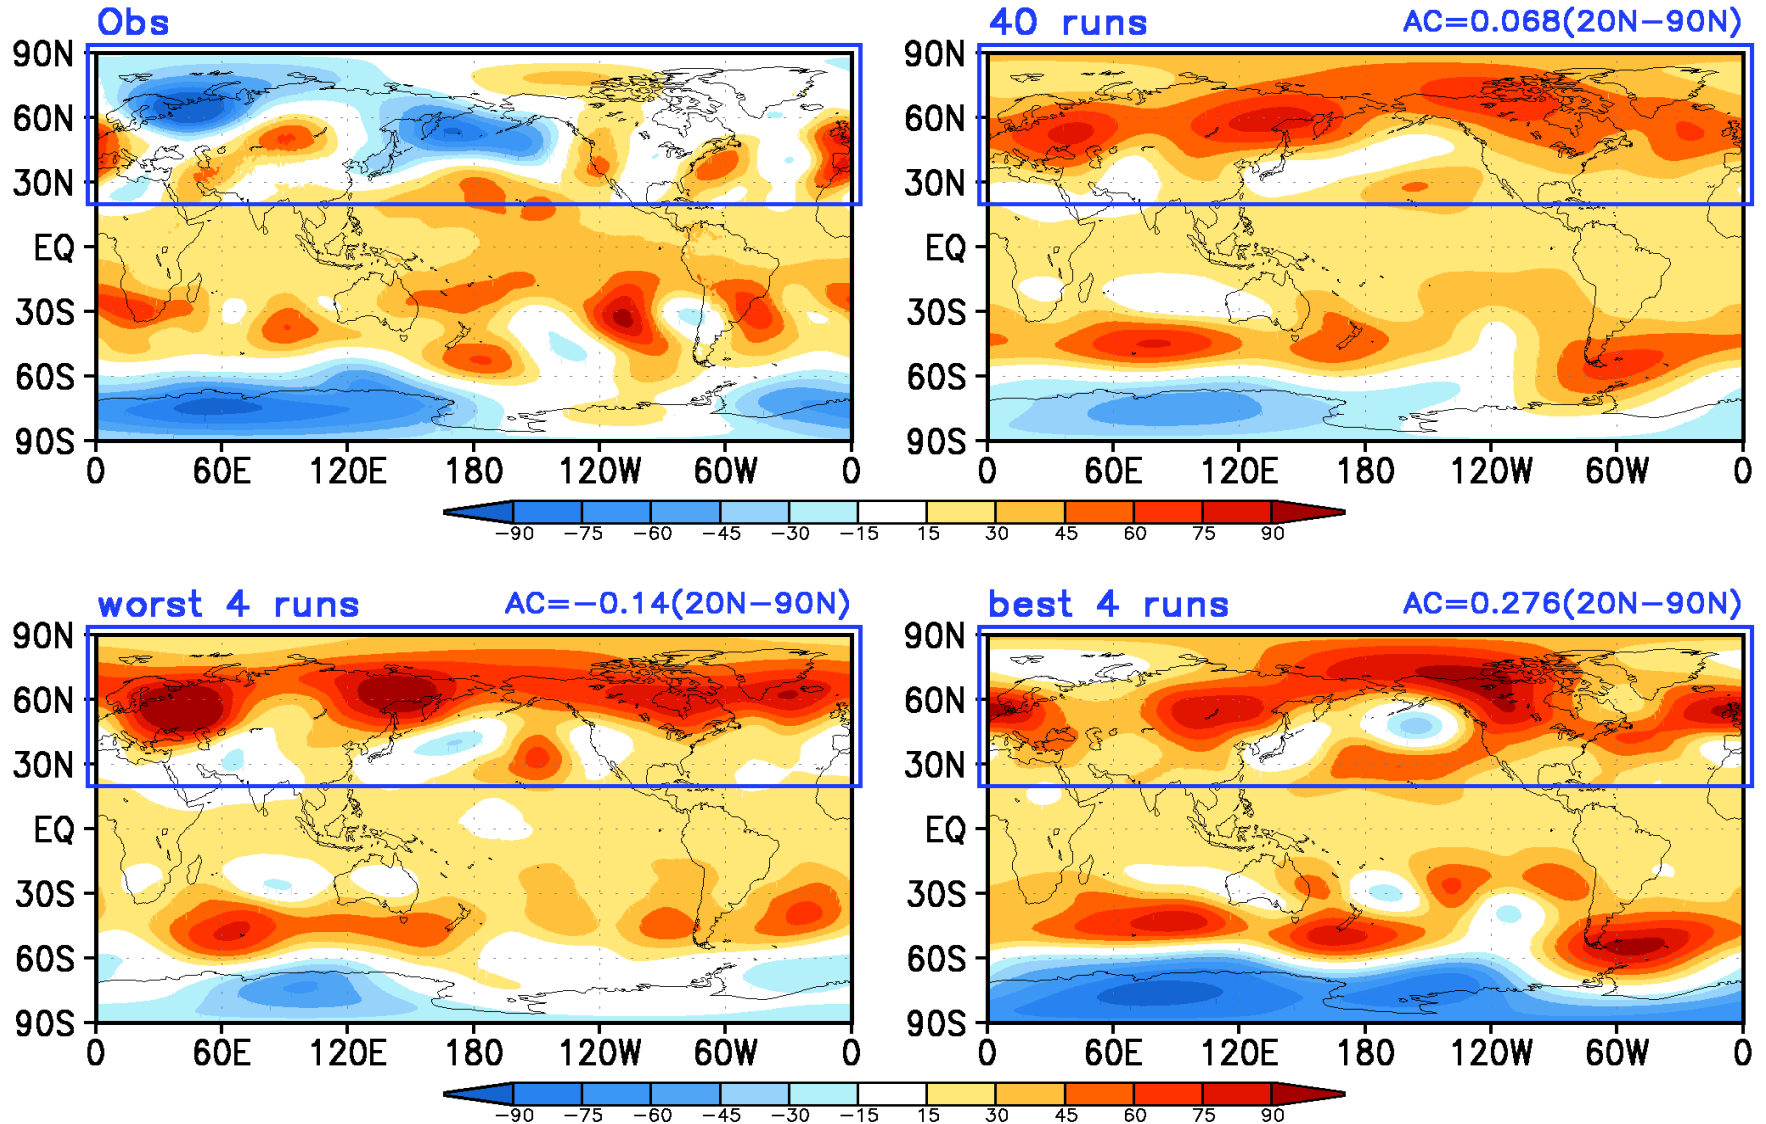 Obs
40 runs AC=0.068(20N−90N)
90N 90N
60N 60N
30N 30N
EQ EQ
30S 30S
60S 60S
90S 90S
0 60E 120E 180 120W 60W 0 0 60E 120E 180 120W 60W 0
−90 −75 −60 −45 −30 −15 15 30 45 60 75 90
worst 4 runs AC=−0.14(20N−90N) best 4 runs AC=0.276(20N−90N)
90N 90N
60N 60N
30N 30N
EQ EQ
30S 30S
60S 60S
90S 90S
0 60E 120E 180 120W 60W 0 0 60E 120E 180 120W 60W 0
−90 −75 −60 −45 −30 −15 15 30 45 60 75 90